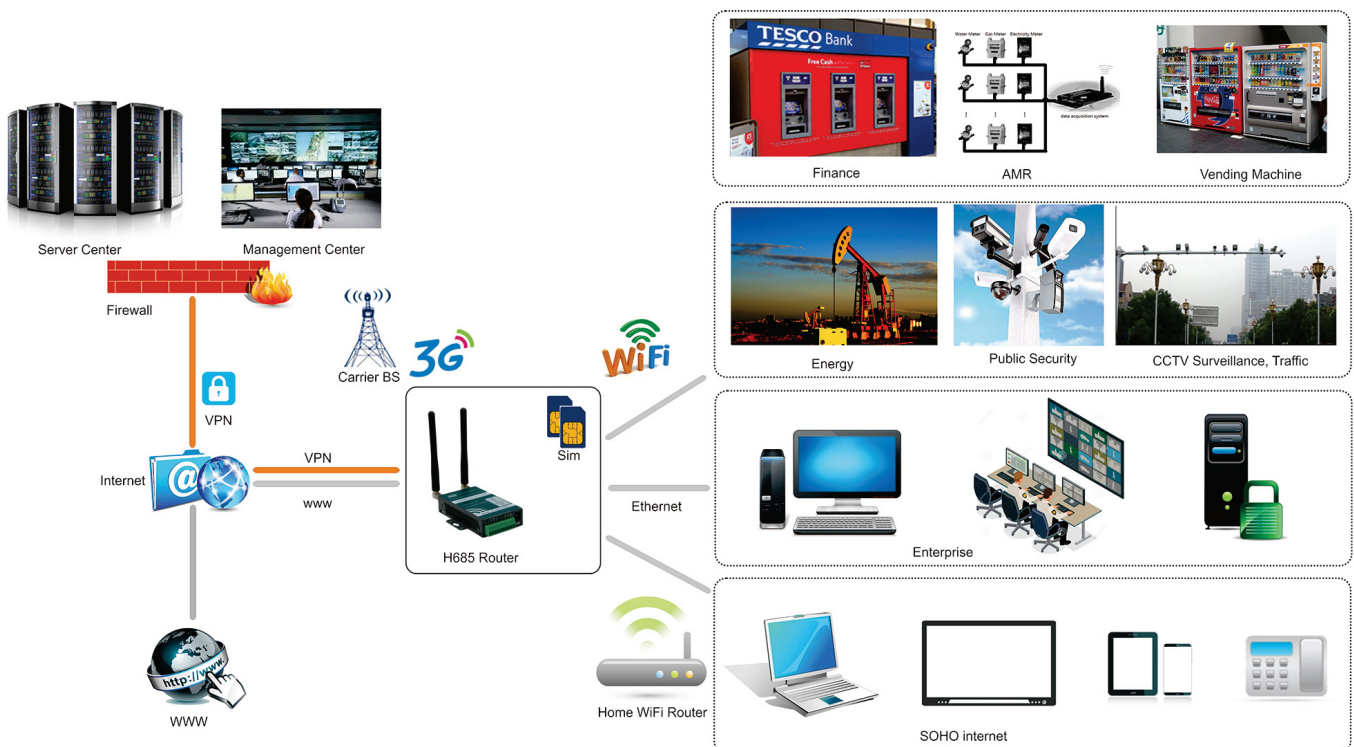 TESCO Bank
Free Cash
Water Meter Gas Meter Electricity Meter
data acquisition system
Coca-Cola
Finance
AMR
Vending Machine
Server Center
Management Center
Firewall
Carrier BS
3G
WiFi
Energy
Public Security
CCTV Surveillance, Traffic
VPN
Internet
@
VPN
www
Sim
H685 Router
Ethernet
Enterprise
http://www.
WWW
Home WiFi Router
SOHO internet